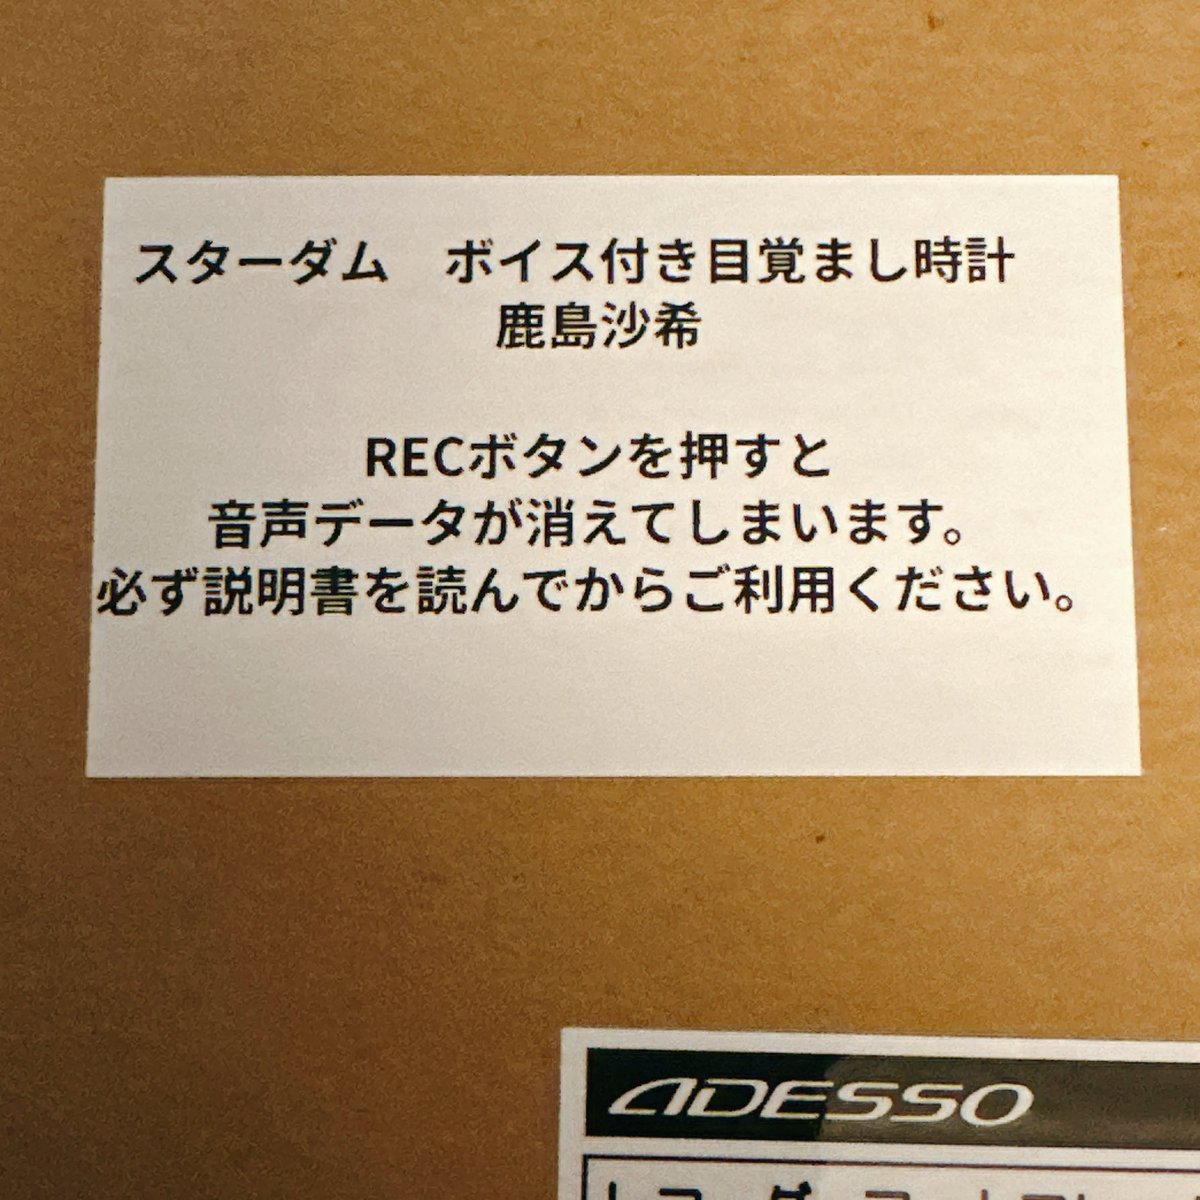 スターダム　ボイス付き目覚まし時計
鹿島沙希
RECボタンを押すと
音声データが消えてしまいます。
必ず説明書を読んでからご利用ください。
ADESSO